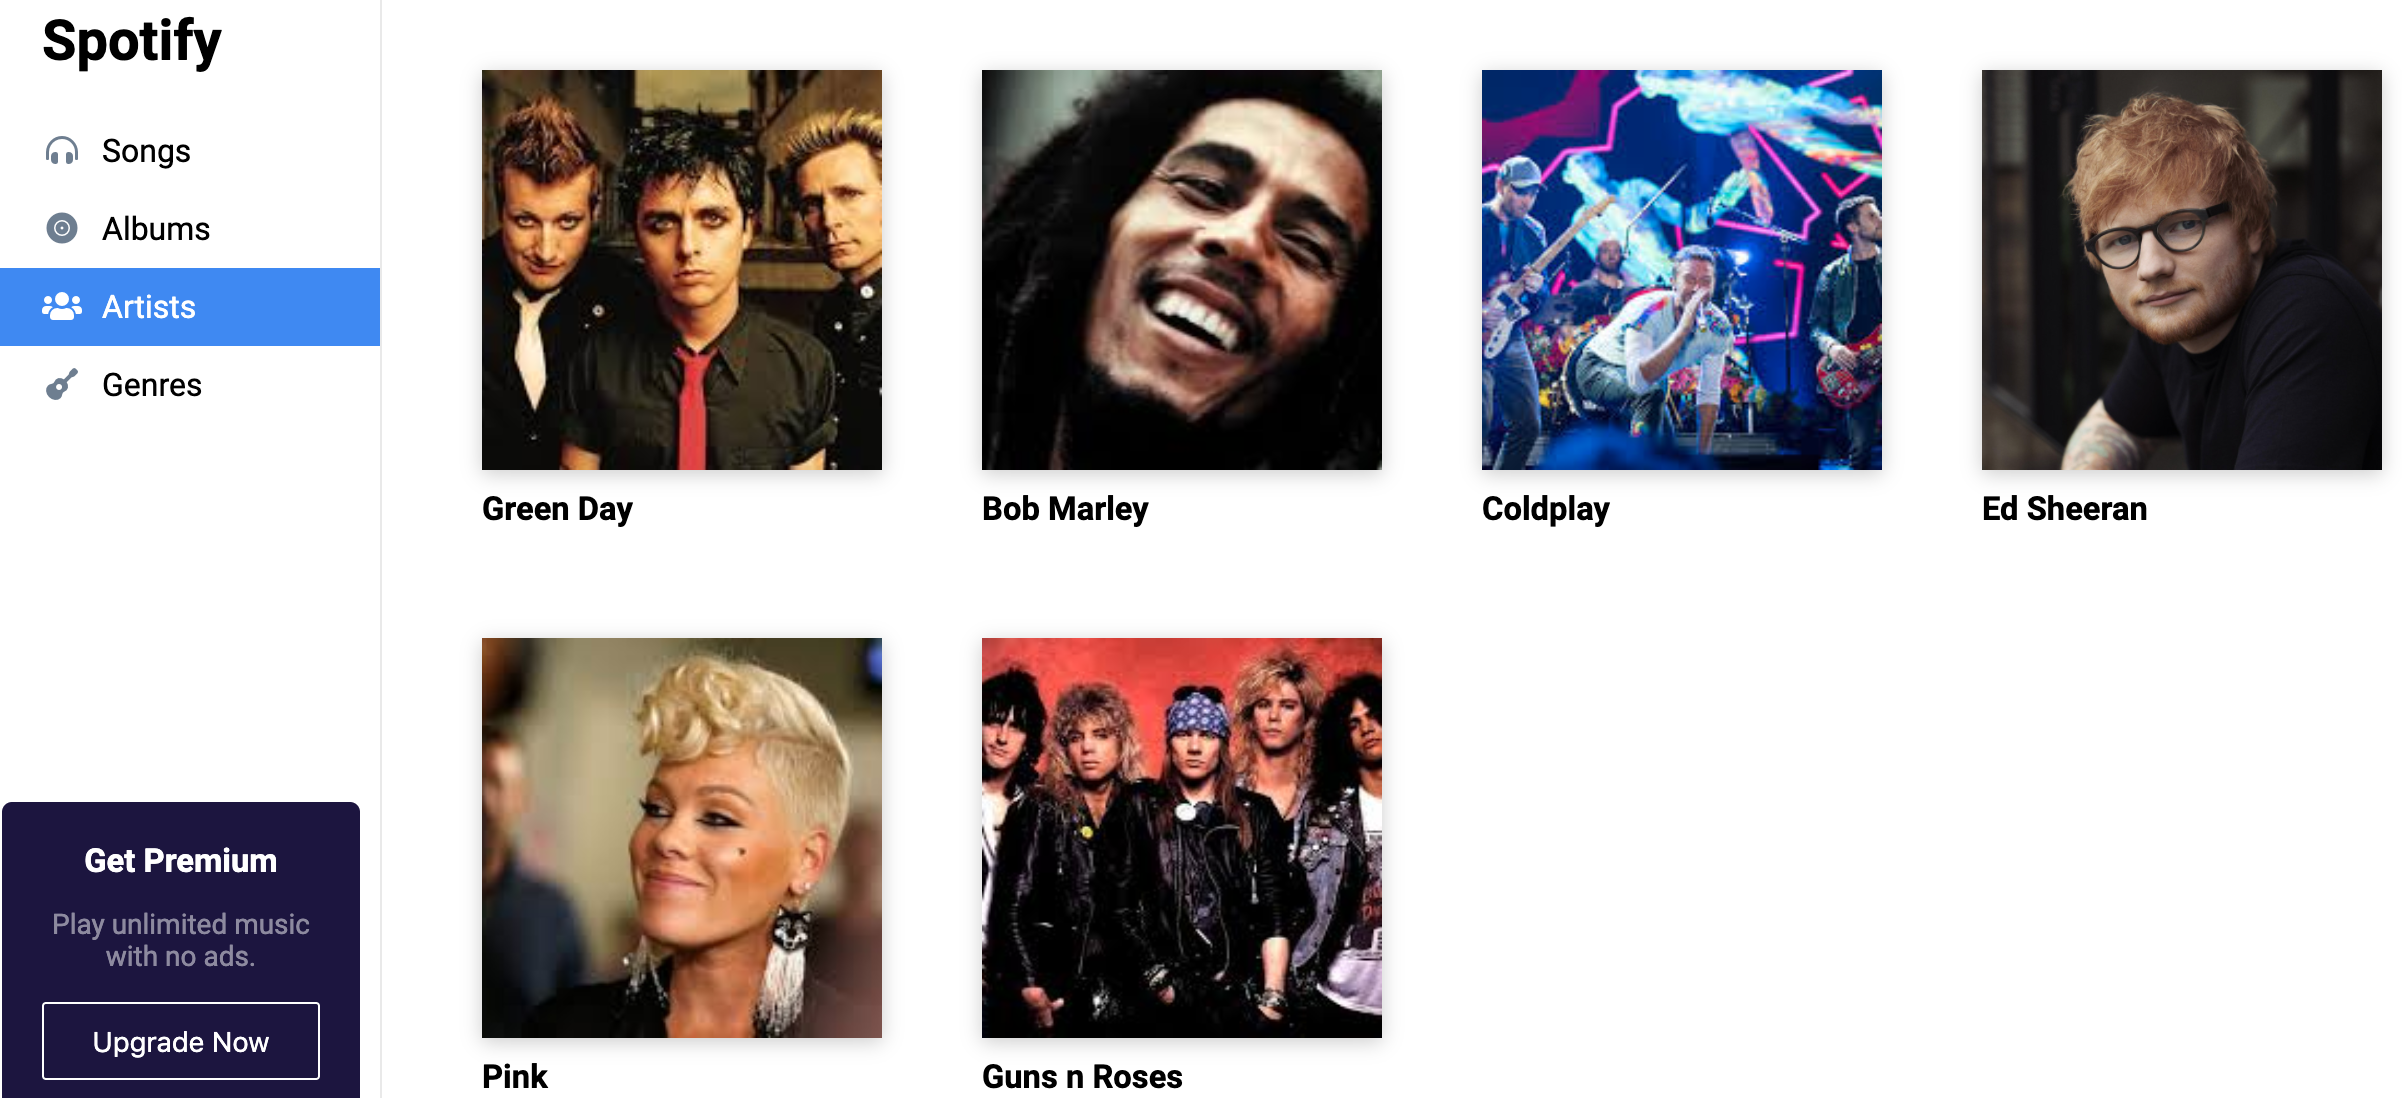 Spotify
Songs
Albums
Artists
Genres
Get Premium
Play unlimited music
with no ads.
Upgrade Now
Green Day
Bob Marley
Coldplay
Ed Sheeran
Pink
Guns n Roses